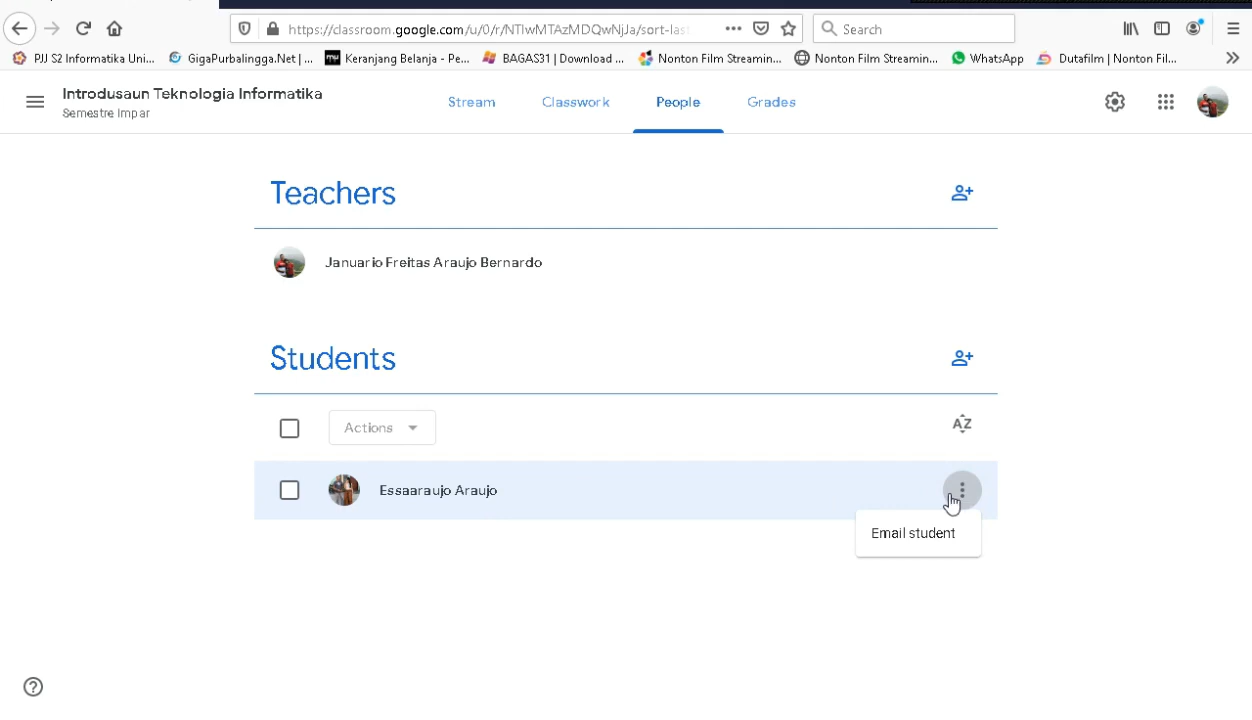 https://classroom.google.com/u/0/r/NTIwMTAzMDQwNjJa/sort-las
Search
PJJ S2 Informatika Uni...
GigaPurbalingga.Net | ...
Keranjang Belanja - Pe...
BAGAS31 | Download ...
Nonton Film Streamin...
Nonton Film Streamin...
WhatsApp
Dutafilm | Nonton Fil...
Introdusaun Teknologia Informatika
Semestre Impar
Stream
Classwork
People
Grades
Teachers
Januario Freitas Araujo Bernardo
Students
Actions
AZ
Essaaraujo Araujo
Email student